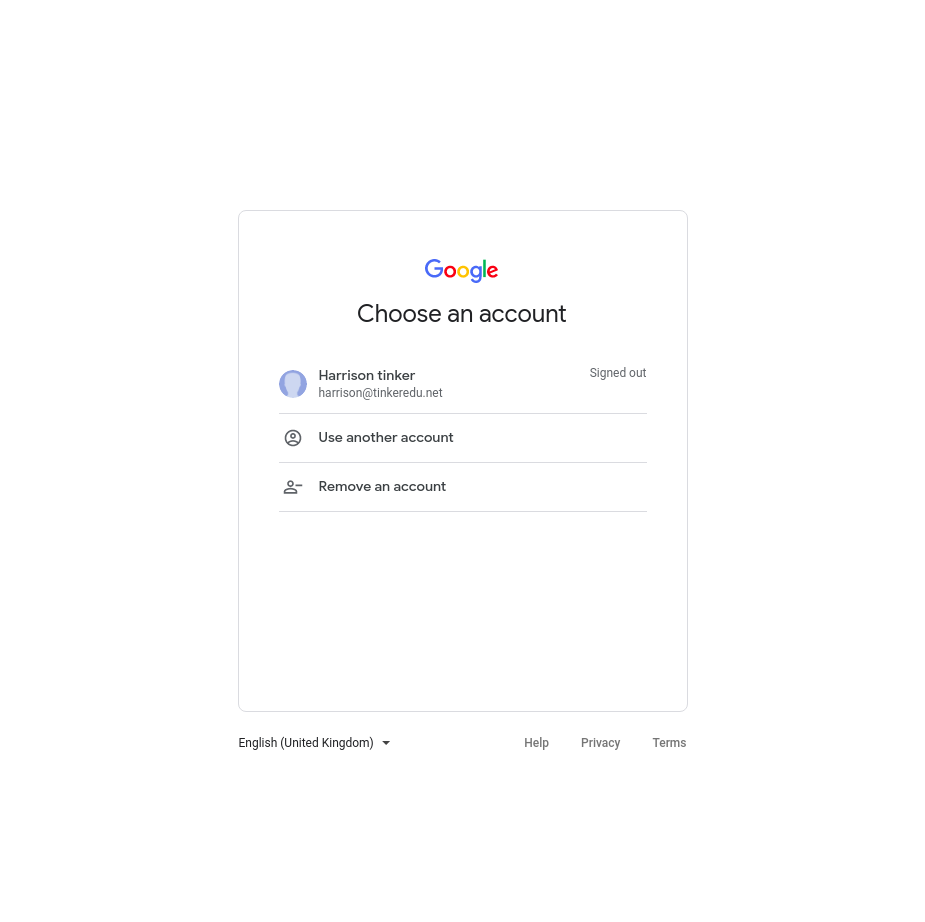 Google
Choose an account
Harrison tinker
Signed out
harrison@tinkeredu.net
Use another account
Remove an account
English (United Kingdom)
Help
Privacy
Terms